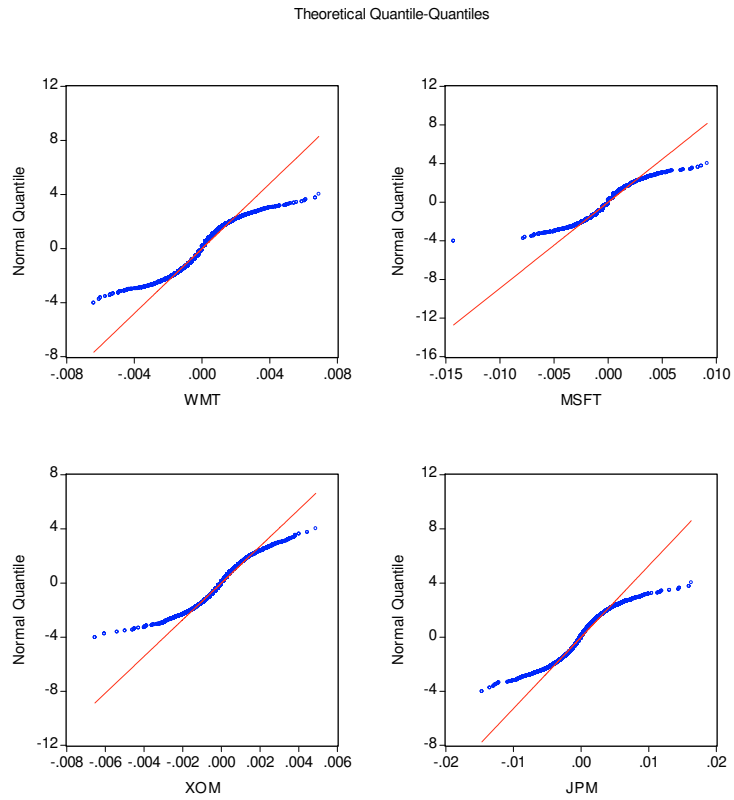 Theoretical Quantile-Quantiles
12
8
4
0
-4
-8
Normal Quantile
-.008 -.004 .000 .004 .008
WMT
12
8
4
0
-4
-8
-12
-16
Normal Quantile
-.015 -.010 -.005 .000 .005 .010
MSFT
8
4
0
-4
-8
-12
Normal Quantile
-.008 -.006 -.004 -.002 .000 .002 .004 .006
XOM
12
8
4
0
-4
-8
Normal Quantile
-.02 -.01 .00 .01 .02
JPM